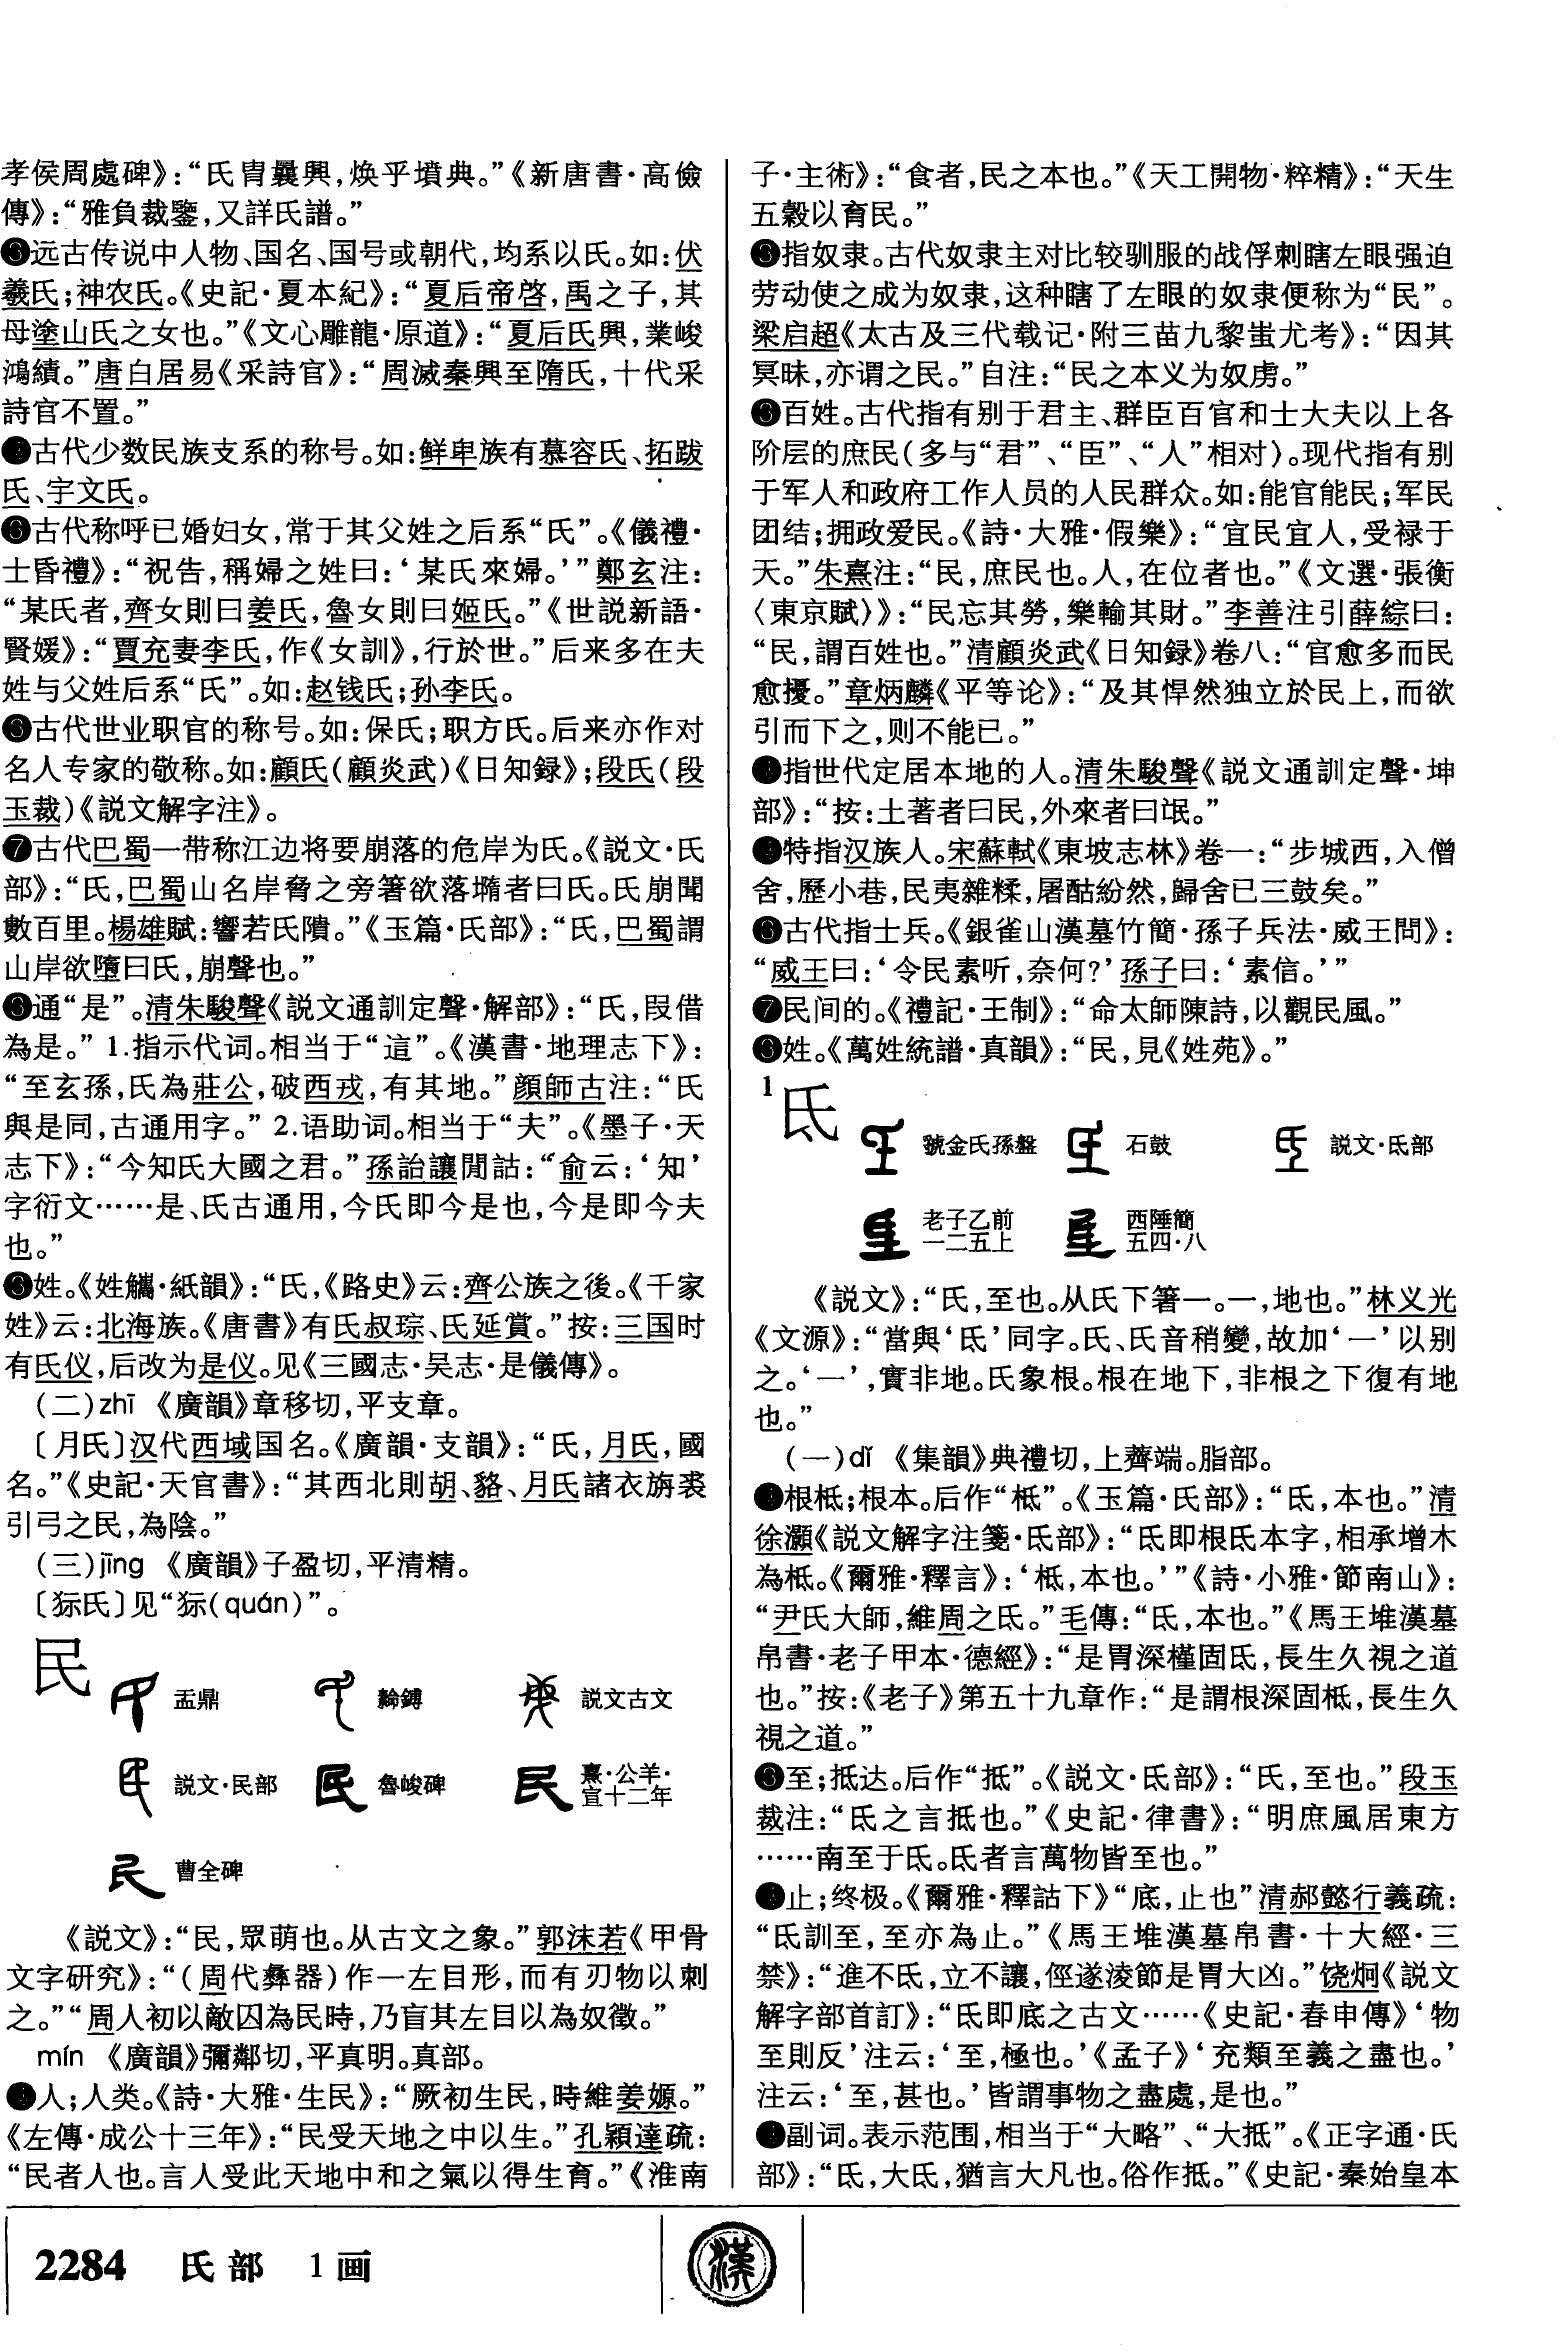 孝侯周處碑》：“氏胄曩興，焕乎墳典。”《新唐書·高儉
傳》：“雅負裁鑒，又詳氏譜。”
❸远古传说中人物、国名、国号或朝代，均系以氏。如：伏
羲氏；神农氏。《史記·夏本紀》：“夏后帝啓，禹之子，其
母塗山氏之女也。”《文心雕龍·原道》：“夏后氏興，業峻
鴻績。”唐白居易《采詩官》：“周滅秦興至隋氏，十代采
詩官不置。”
古代少数民族支系的称号。如：鲜卑族有慕容氏、拓跋
氏、宇文氏。
古代称呼已婚妇女，常于其父姓之后系“氏”。《儀禮·
士昏禮》：“祝告，稱婦之姓曰：‘某氏來婦。’”鄭玄注：
“某氏者，齊女則曰姜氏，魯女則曰姬氏。”《世説新語·
賢媛》：“賈充妻李氏，作《女訓》，行於世。”后来多在夫
姓与父姓后系“氏”。如：赵钱氏；孙李氏。
古代世业职官的称号。如：保氏；职方氏。后来亦作对
名人专家的敬称。如：顧氏（顧炎武）《日知録》；段氏（段
玉裁）《説文解字注》。
❼古代巴蜀一带称江边将要崩落的危岸为氏。《説文·氏
部》：“氏，巴蜀山名岸脅之旁箸欲落墮者曰氏。氏崩聞
數百里。楊雄賦：響若氏隤。”《玉篇·氏部》：“氏，巴蜀謂
山岸欲墮曰氏，崩聲也。”
通“是”。清朱駿聲《説文通訓定聲·解部》：“氏，叚借
為是。”1.指示代词。相当于“這”。《漢書·地理志下》：
“至玄孫，氏為莊公，破西戎，有其地。”顔師古注：“氏
與是同，古通用字。”2.语助词。相当于“夫”。《墨子·天
志下》：“今知氏大國之君。”孫詒讓閒詁：“俞云：‘知’
字衍文……是、氏古通用，今氏即今是也，今是即今夫
也。”
姓。《姓觿·紙韻》：“氏，《路史》云：齊公族之後。《千家
姓》云：北海族。《唐書》有氏叔琮、氏延賞。”按：三国时
有氏仪，后改为是仪。见《三國志·吴志·是儀傳》。
（二）zhī《廣韻》章移切，平支章。
〔月氏〕汉代西域国名。《廣韻·支韻》：“氏，月氏，國
名。”《史記·天官書》：“其西北則胡、貉、月氏諸衣旃裘
引弓之民，為陰。”
（三）jīng《廣韻》子盈切，平清精。
〔狋氏〕见“狋(quán)”。
民
盂鼎　　説文古文
説文·民部　魯峻碑　熹·公羊·宣十二年
曹全碑
《説文》：“民，眾萌也。从古文之象。”郭沫若《甲骨
文字研究》：“（周代彝器）作一左目形，而有刃物以刺
之。”“周人初以敵囚為民時，乃盲其左目以為奴徵。”
mín《廣韻》彌鄰切，平真明。真部。
人；人类。《詩·大雅·生民》：“厥初生民，時維姜嫄。”
《左傳·成公十三年》：“民受天地之中以生。”孔穎達疏：
“民者人也。言人受此天地中和之氣以得生育。”《淮南
子·主術》：“食者，民之本也。”《天工開物·粹精》：“天生
五穀以育民。”
指奴隶。古代奴隶主对比较驯服的战俘刺瞎左眼强迫
劳动使之成为奴隶，这种瞎了左眼的奴隶便称为“民”。
梁启超《太古及三代载记·附三苗九黎蚩尤考》：“因其
冥昧，亦谓之民。”自注：“民之本义为奴虏。”
❸百姓。古代指有别于君主、群臣百官和士大夫以上各
阶层的庶民（多与“君”、“臣”、“人”相对）。现代指有别
于军人和政府工作人员的人民群众。如：能官能民；军民
团结；拥政爱民。《詩·大雅·假樂》：“宜民宜人，受禄于
天。”朱熹注：“民，庶民也。人，在位者也。”《文選·張衡
〈東京賦〉》：“民忘其勞，樂輸其財。”李善注引薛綜曰：
“民，謂百姓也。”清顧炎武《日知録》卷八：“官愈多而民
愈擾。”章炳麟《平等论》：“及其悍然独立於民上，而欲
引而下之，则不能已。”
指世代定居本地的人。清朱駿聲《説文通訓定聲·坤
部》：“按：土著者曰民，外來者曰氓。”
特指汉族人。宋蘇軾《東坡志林》卷一：“步城西，入僧
舍，歷小巷，民夷雜糅，屠酤紛然，歸舍已三鼓矣。”
古代指士兵。《銀雀山漢墓竹簡·孫子兵法·威王問》：
“威王曰：‘令民素听，奈何？’孫子曰：‘素信。’”
❼民间的。《禮記·王制》：“命太師陳詩，以觀民風。”
姓。《萬姓統譜·真韻》：“民，見《姓苑》。”
1
氐
虢金氏孫盤　石鼓　説文·氐部
老子乙前一二五上　西陲簡五四·八
《説文》：“氐，至也。从氏下箸一。一，地也。”林义光
《文源》：“當與‘氐’同字。氏、氐音稍變，故加‘一’以别
之。‘一’，實非地。氏象根。根在地下，非根之下復有地
也。”
（一）dǐ《集韻》典禮切，上薺端。脂部。
根柢；根本。后作“柢”。《玉篇·氏部》：“氐，本也。”清
徐灝《説文解字注箋·氐部》：“氐即根氐本字，相承增木
為柢。《爾雅·釋言》：‘柢，本也。’”《詩·小雅·節南山》：
“尹氏大師，維周之氐。”毛傳：“氐，本也。”《馬王堆漢墓
帛書·老子甲本·德經》：“是胃深槿固氐，長生久視之道
也。”按：《老子》第五十九章作：“是謂根深固柢，長生久
視之道。”
至；抵达。后作“抵”。《説文·氐部》：“氐，至也。”段玉
裁注：“氐之言抵也。”《史記·律書》：“明庶風居東方
……南至于氐。氐者言萬物皆至也。”
止；终极。《爾雅·釋詁下》“底，止也”清郝懿行義疏：
“氐訓至，至亦為止。”《馬王堆漢墓帛書·十大經·三
禁》：“進不氐，立不讓，俓遂淩節是胃大凶。”饶炯《説文
解字部首訂》：“氐即底之古文……《史記·春申傳》‘物
至則反’注云：‘至，極也。’《孟子》‘充類至義之盡也。’
注云：‘至，甚也。’皆謂事物之盡處，是也。”
副词。表示范围，相当于“大略”、“大抵”。《正字通·氏
部》：“氐，大氐，猶言大凡也。俗作抵。”《史記·秦始皇本
2284　氏部　1画
漢